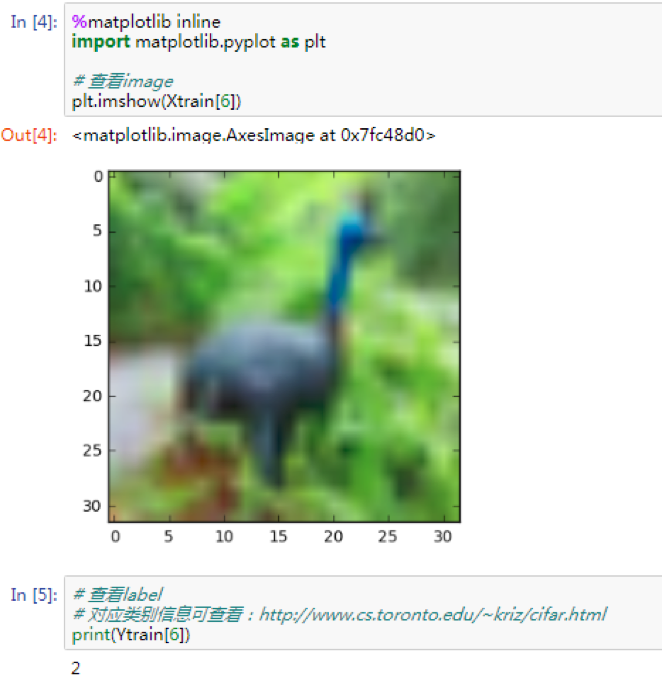 In [4]: %matplotlib inline
import matplotlib.pyplot as plt
# 查看image
plt.imshow(Xtrain[6])
Out[4]: <matplotlib.image.AxesImage at 0x7fc48d0>
0
5
10
15
20
25
30
0 5 10 15 20 25 30
In [5]: # 查看label
# 对应类别信息可查看：http://www.cs.toronto.edu/~kriz/cifar.html
print(Ytrain[6])
2